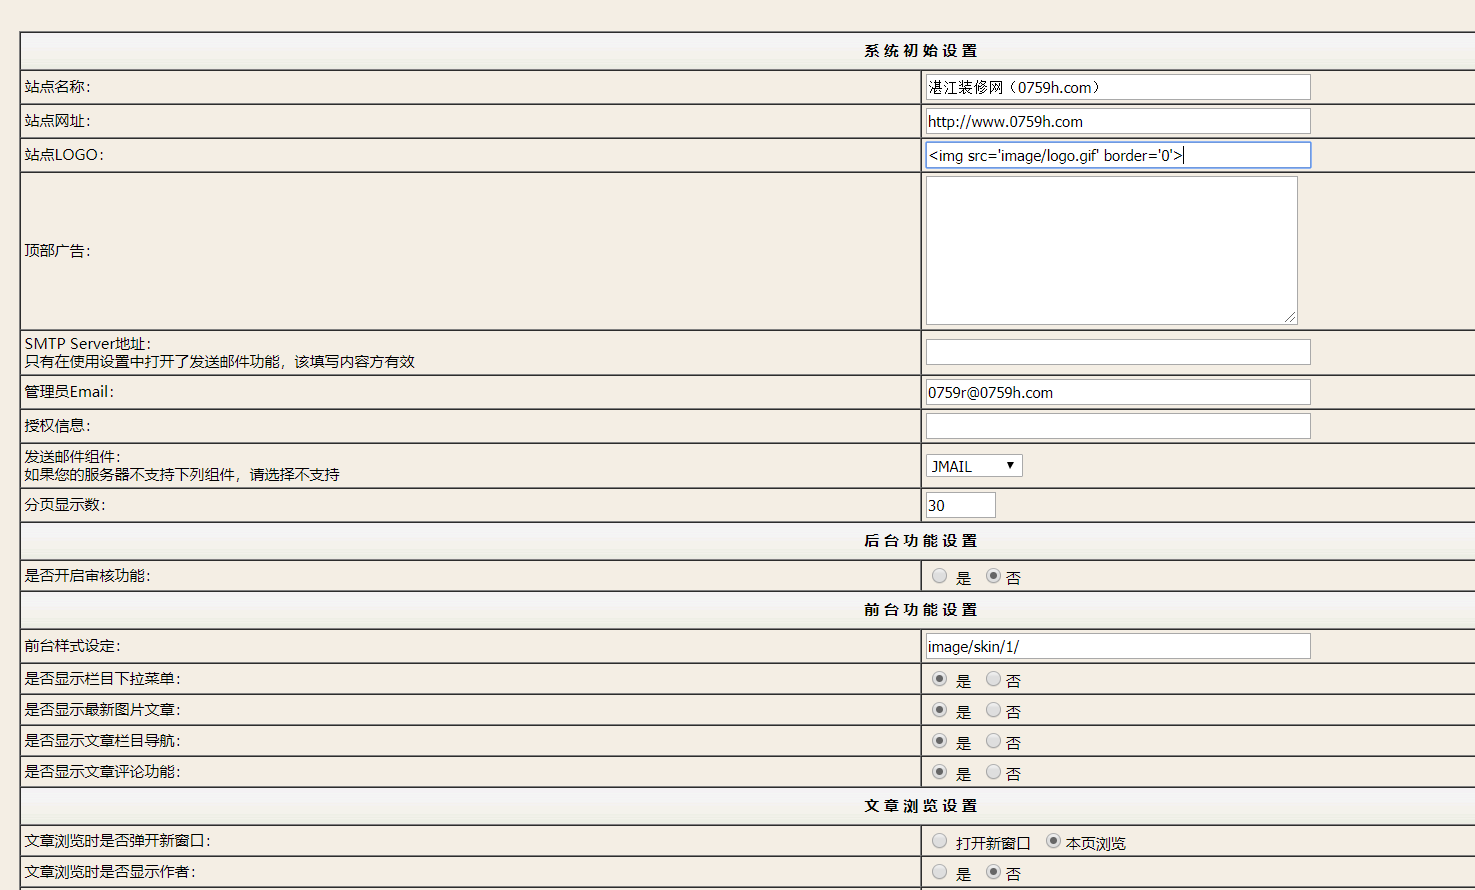 系统初始设置
站点名称：
湛江装修网（0759h.com）
站点网址：
http://www.0759h.com
站点LOGO：
<img src='image/logo.gif' border='0'>
顶部广告：
SMTP Server地址：
只有在使用设置中打开了发送邮件功能，该填写内容方有效
管理员Email：
0759r@0759h.com
授权信息：
发送邮件组件：
如果您的服务器不支持下列组件，请选择不支持
JMAIL
分页显示数：
30
后台功能设置
是否开启审核功能：
是 否
前台功能设置
前台样式设定：
image/skin/1/
是否显示栏目下拉菜单：
是 否
是否显示最新图片文章：
是 否
是否显示文章栏目导航：
是 否
是否显示文章评论功能：
是 否
文章浏览设置
文章浏览时是否弹开新窗口：
打开新窗口 本页浏览
文章浏览时是否显示作者：
是 否